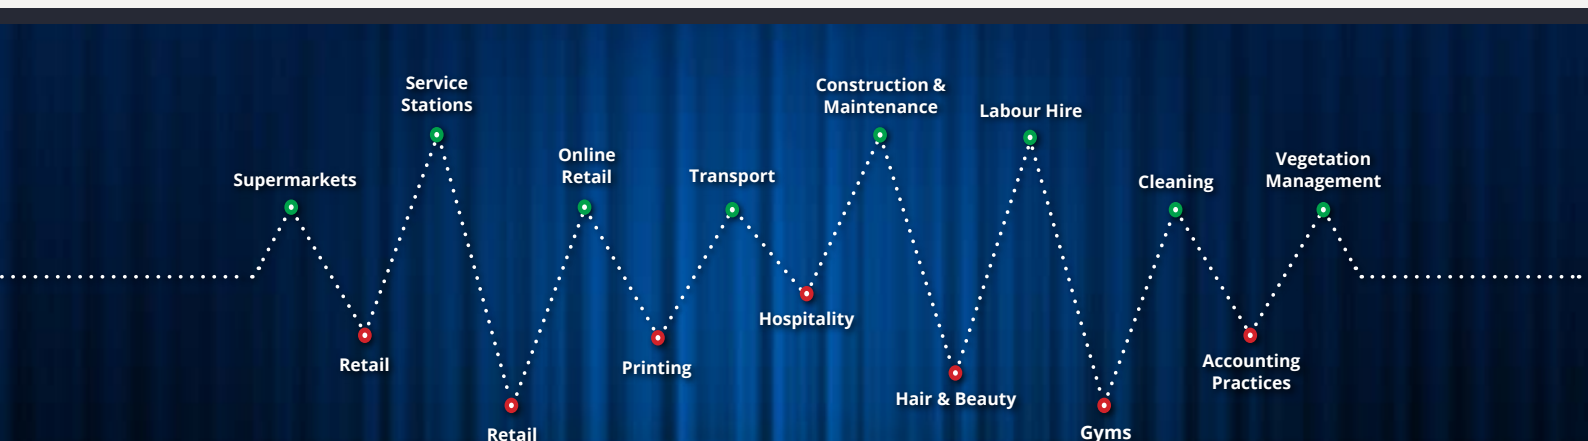 Service
Stations
Construction &
Maintenance
Labour Hire
Online
Retail
Vegetation
Management
Supermarkets
Transport
Cleaning
Hospitality
Retail
Printing
Accounting
Practices
Hair & Beauty
Retail
Gyms